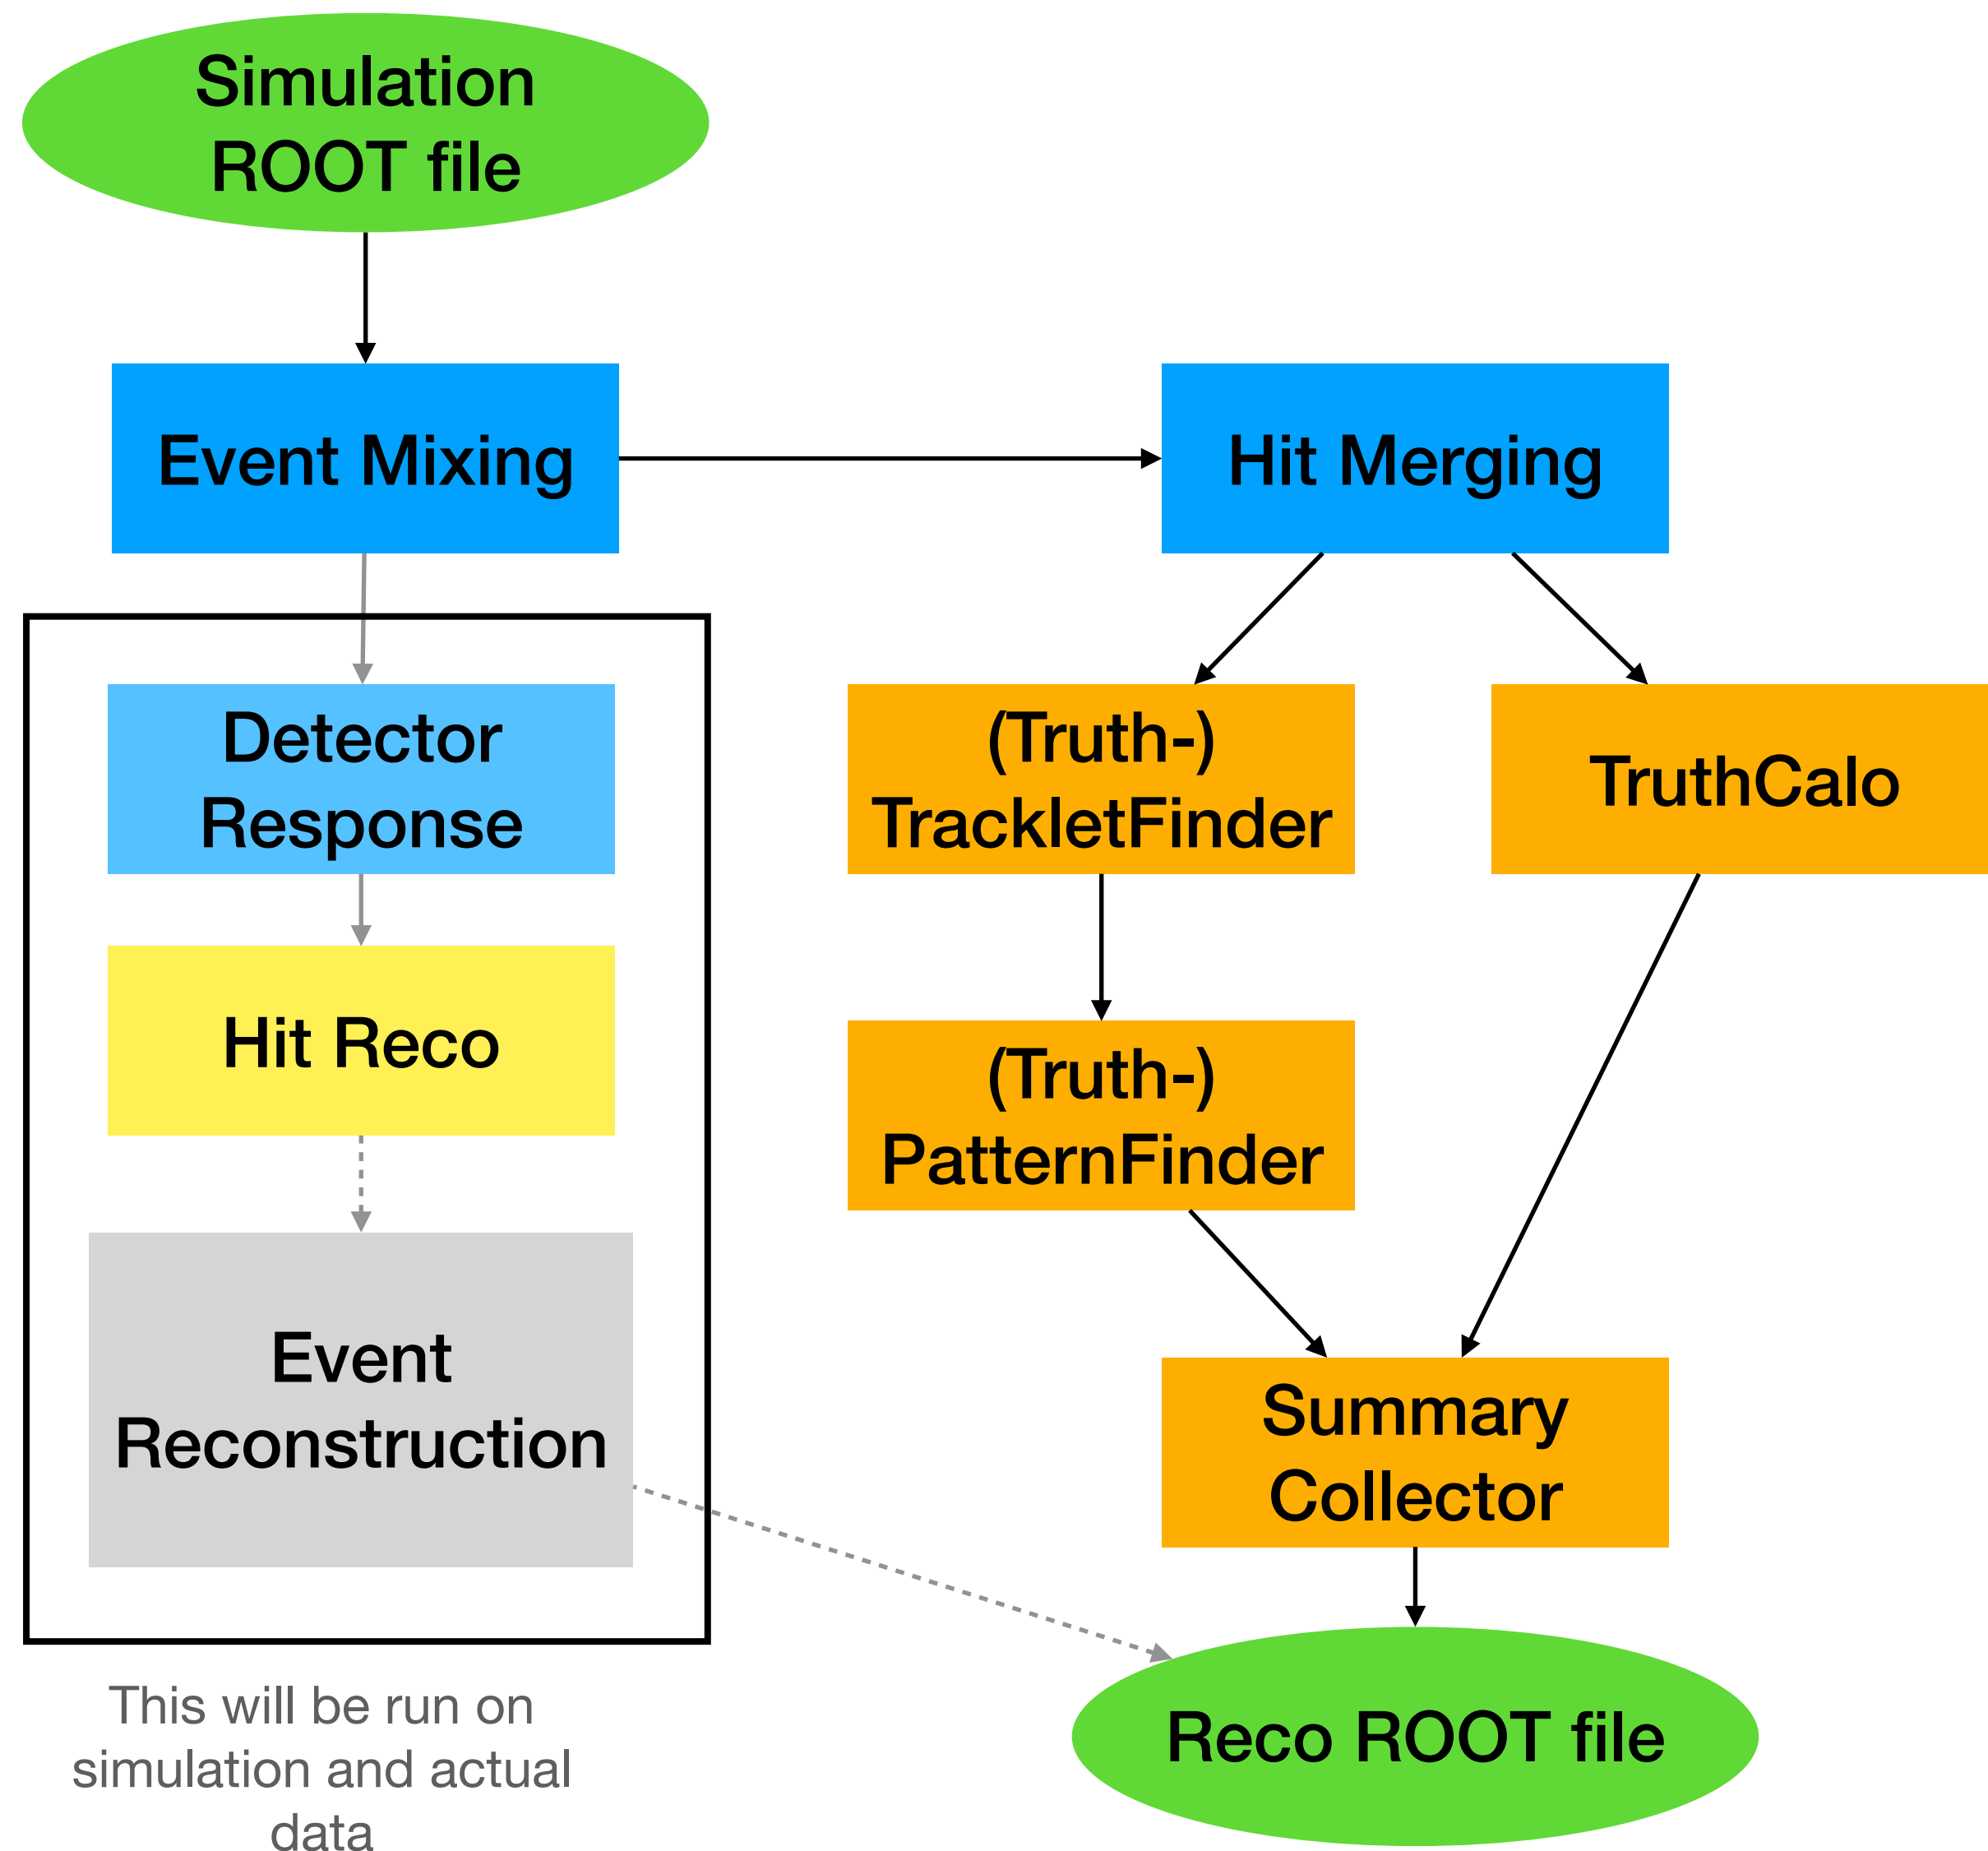 Simulation
ROOT file
Event Mixing
Hit Merging
Detector
Response
(Truth-)
TrackletFinder
TruthCalo
Hit Reco
(Truth-)
PatternFinder
Event
Reconstruction
Summary
Collector
This will be run on
simulation and actual
data
Reco ROOT file